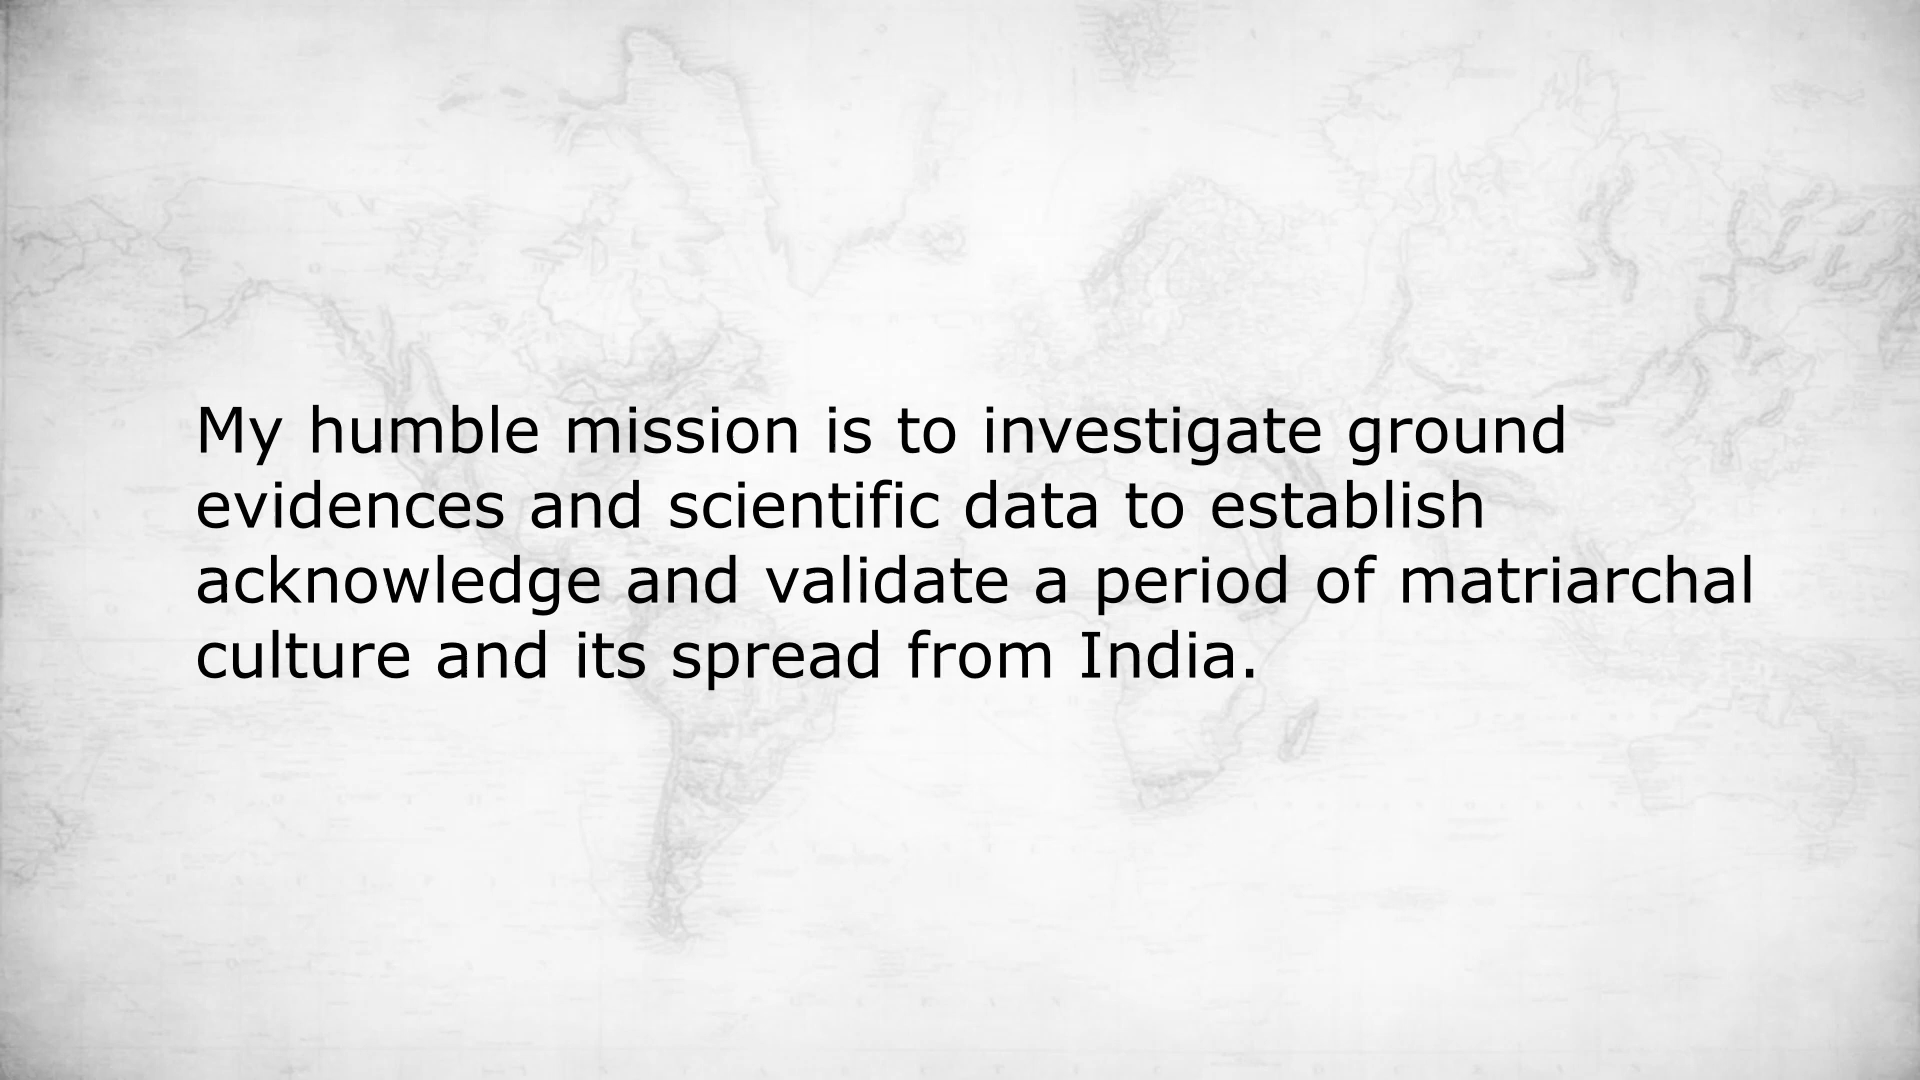 My humble mission is to investigate ground
evidences and scientific data to establish
acknowledge and validate a period of matriarchal
culture and its spread from India.